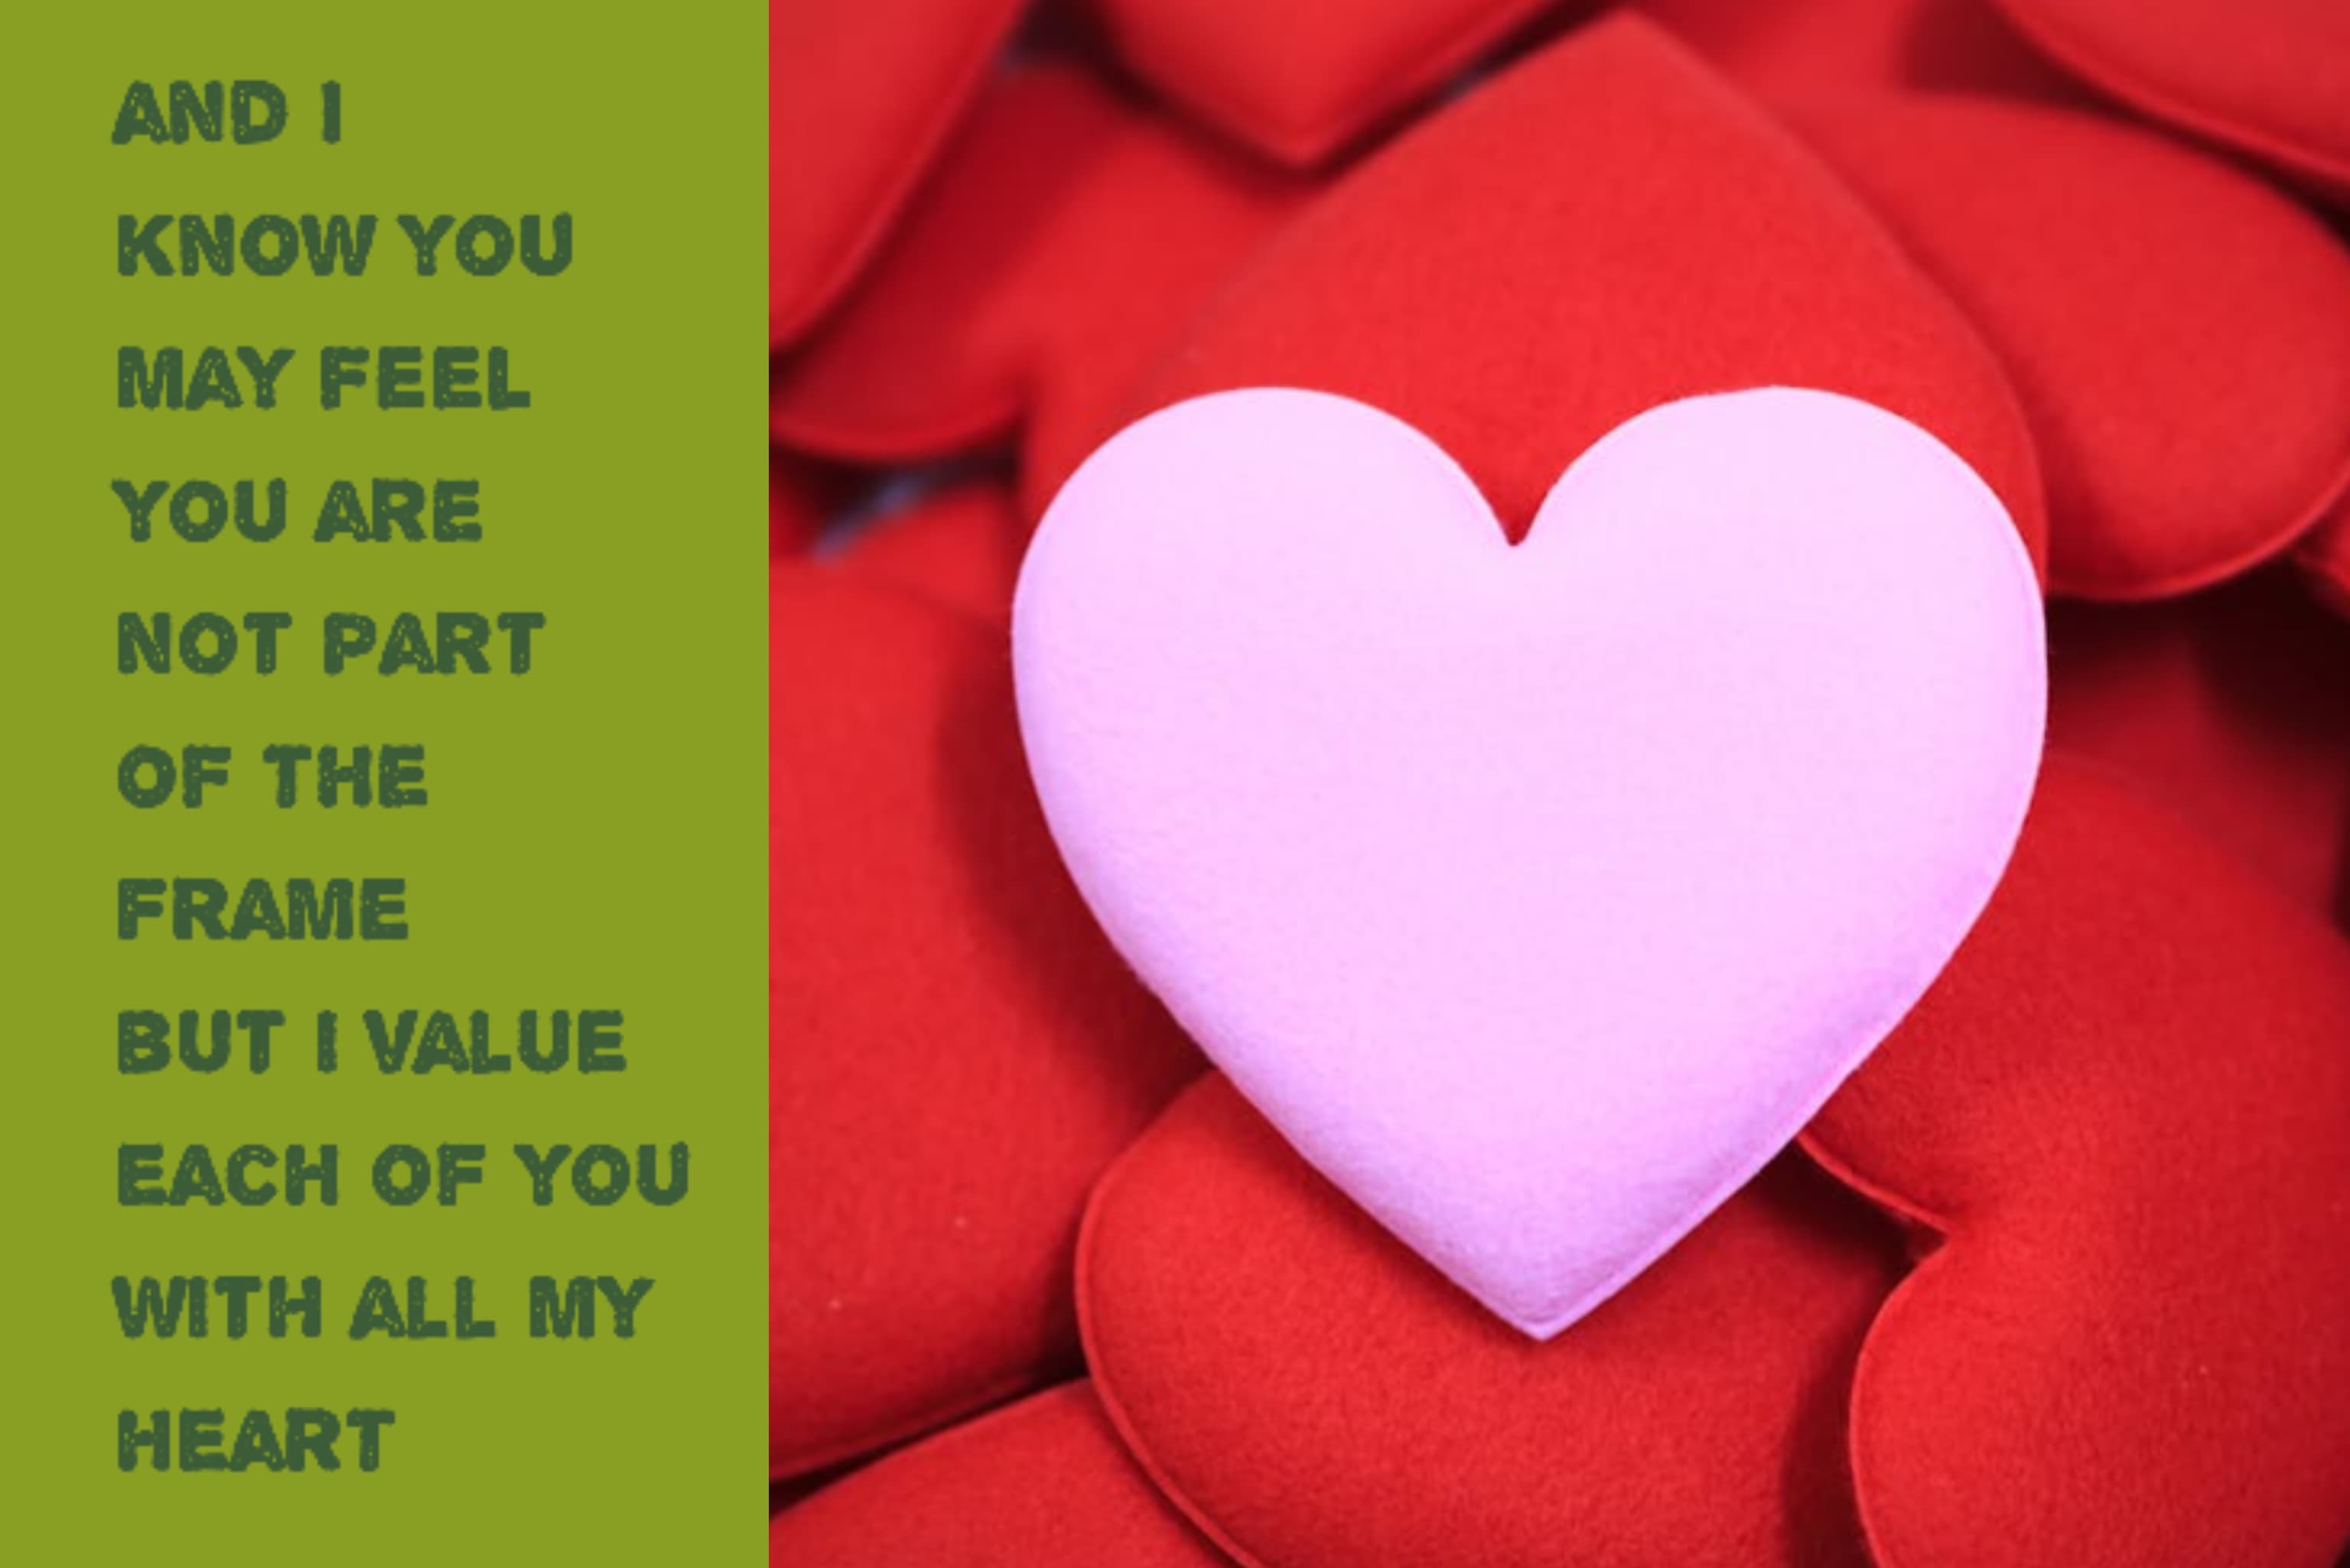 AND I
KNOW YOU
MAY FEEL
YOU ARE
NOT PART
OF THE
FRAME
BUT I VALUE
EACH OF YOU
WITH ALL MY
HEART